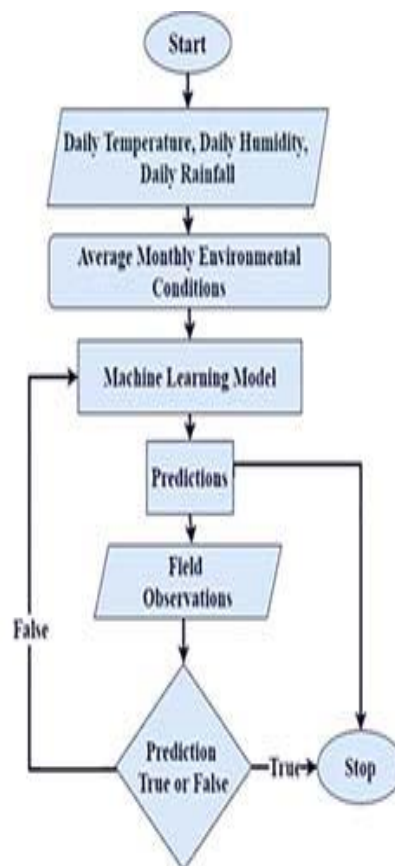 Start
Daily Temperature, Daily Humidity,
Daily Rainfall
Average Monthly Environmental
Conditions
Machine Learning Model
Predictions
Field
Observations
False
Prediction
True or False
True
Stop